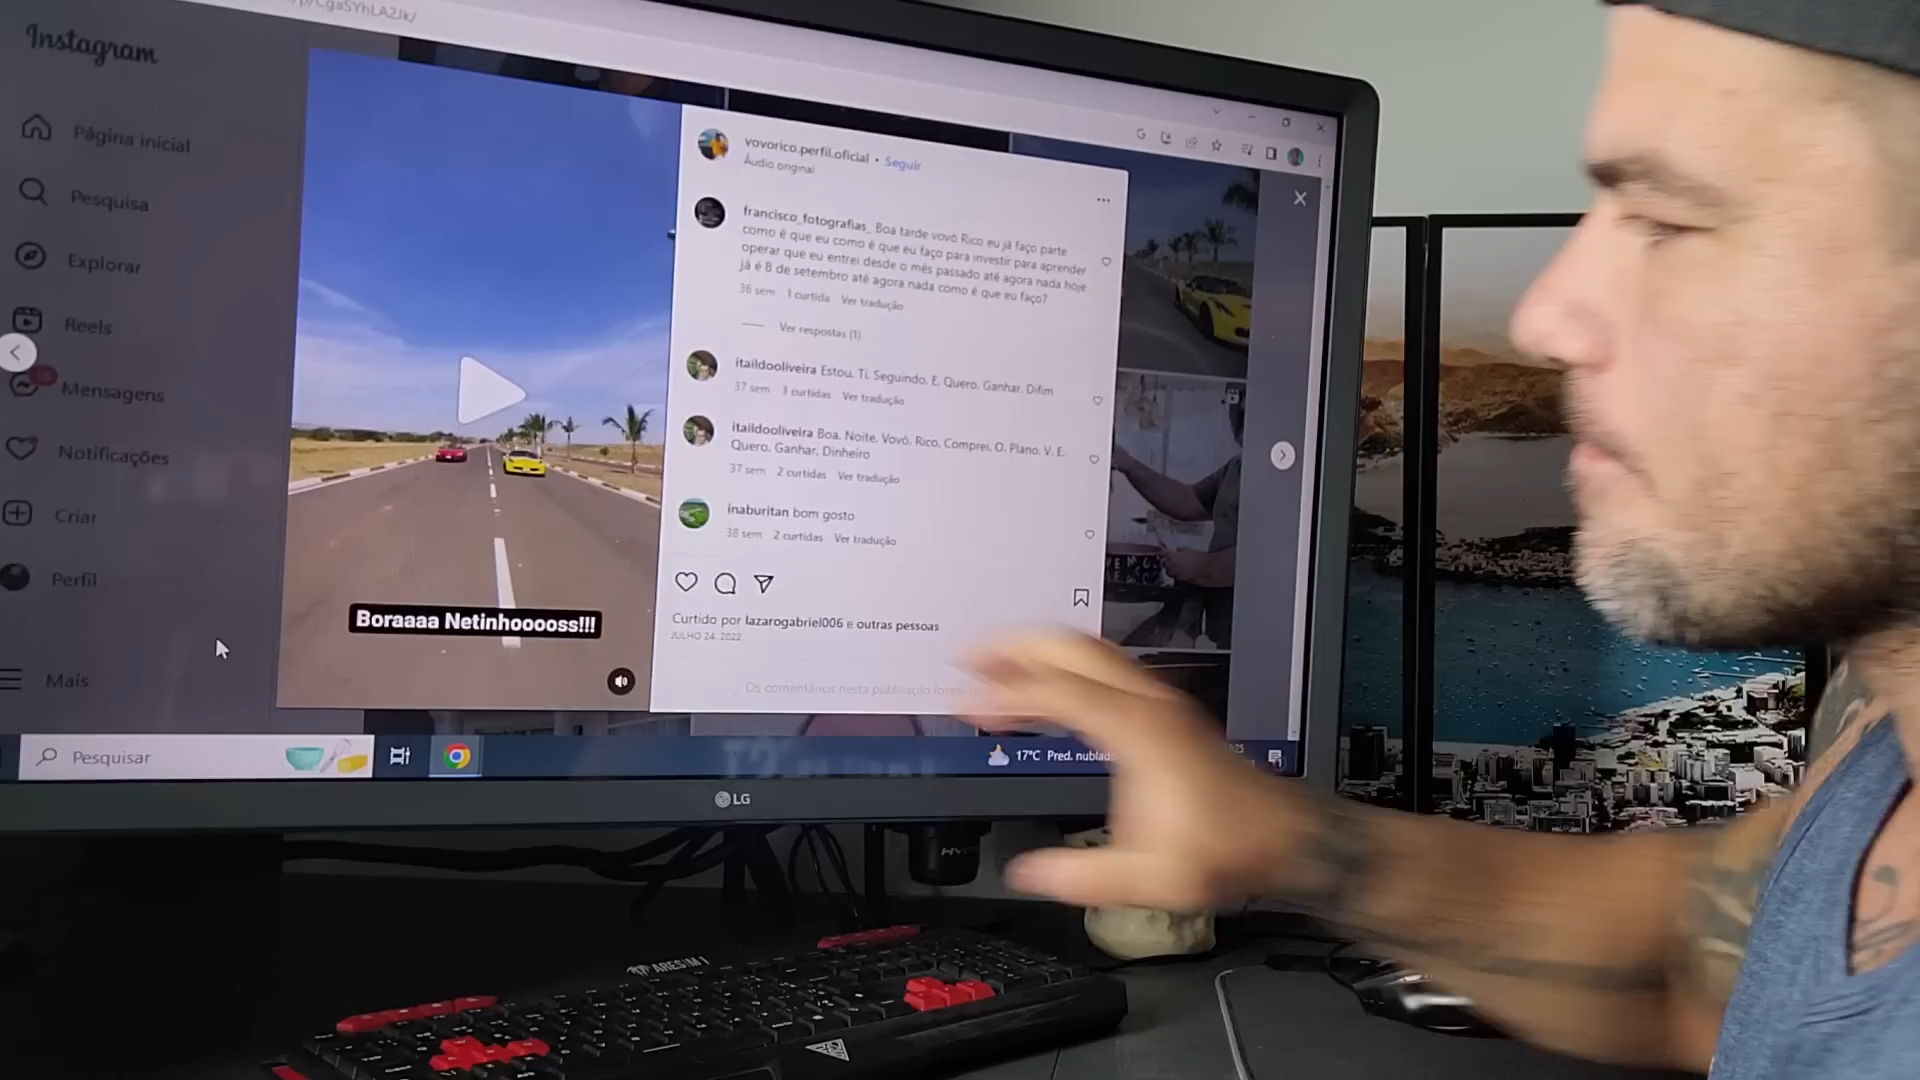 /p/CgaSYhLA2Jk/
Instagram
Página inicial
Pesquisa
Explorar
Reels
Mensagens
Notificações
Criar
Perfil
Mais
Boraaaa Netinhooooss!!!
vovorico.perfil.oficial • Seguir
Áudio original
francisco_fotografias_ Boa tarde vovô Rico eu já faço parte
como é que eu como é que eu faço para investir para aprender
operar que eu entrei desde o mês passado até agora nada hoje
já é 8 de setembro até agora nada como é que eu faço?
36 sem 1 curtida Ver tradução
Ver respostas (1)
itaildooliveira Estou. Ti. Seguindo. E. Quero. Ganhar. Difim
37 sem 3 curtidas Ver tradução
itaildooliveira Boa. Noite. Vovó. Rico. Comprei. O. Plano. V. E.
Quero. Ganhar. Dinheiro
37 sem 2 curtidas Ver tradução
inaburitan bom gosto
38 sem 2 curtidas Ver tradução
Curtido por lazarogabriel006 e outras pessoas
JULHO 24, 2022
Os comentários nesta publicação foram
Pesquisar
17°C Pred. nublado
LG
ARES M1